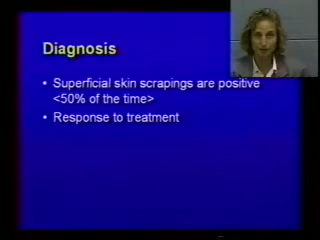 Diagnosis
• Superficial skin scrapings are positive
<50% of the time>
• Response to treatment